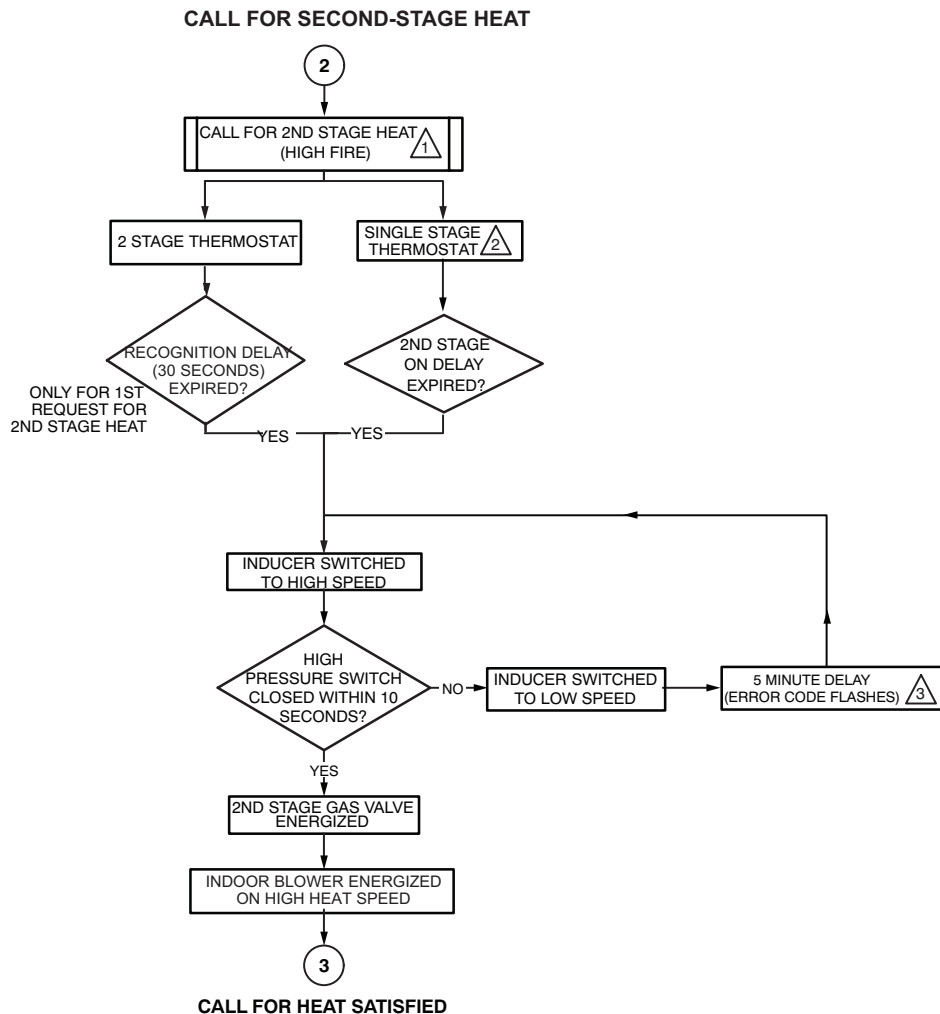 CALL FOR SECOND-STAGE HEAT
2
CALL FOR 2ND STAGE HEAT
(HIGH FIRE)
1
2 STAGE THERMOSTAT
SINGLE STAGE
THERMOSTAT
2
RECOGNITION DELAY
(30 SECONDS)
EXPIRED?
2ND STAGE
ON DELAY
EXPIRED?
ONLY FOR 1ST
REQUEST FOR
2ND STAGE HEAT
YES
YES
INDUCER SWITCHED
TO HIGH SPEED
HIGH
PRESSURE SWITCH
CLOSED WITHIN 10
SECONDS?
NO
INDUCER SWITCHED
TO LOW SPEED
5 MINUTE DELAY
(ERROR CODE FLASHES)
3
YES
2ND STAGE GAS VALVE
ENERGIZED
INDOOR BLOWER ENERGIZED
ON HIGH HEAT SPEED
3
CALL FOR HEAT SATISFIED